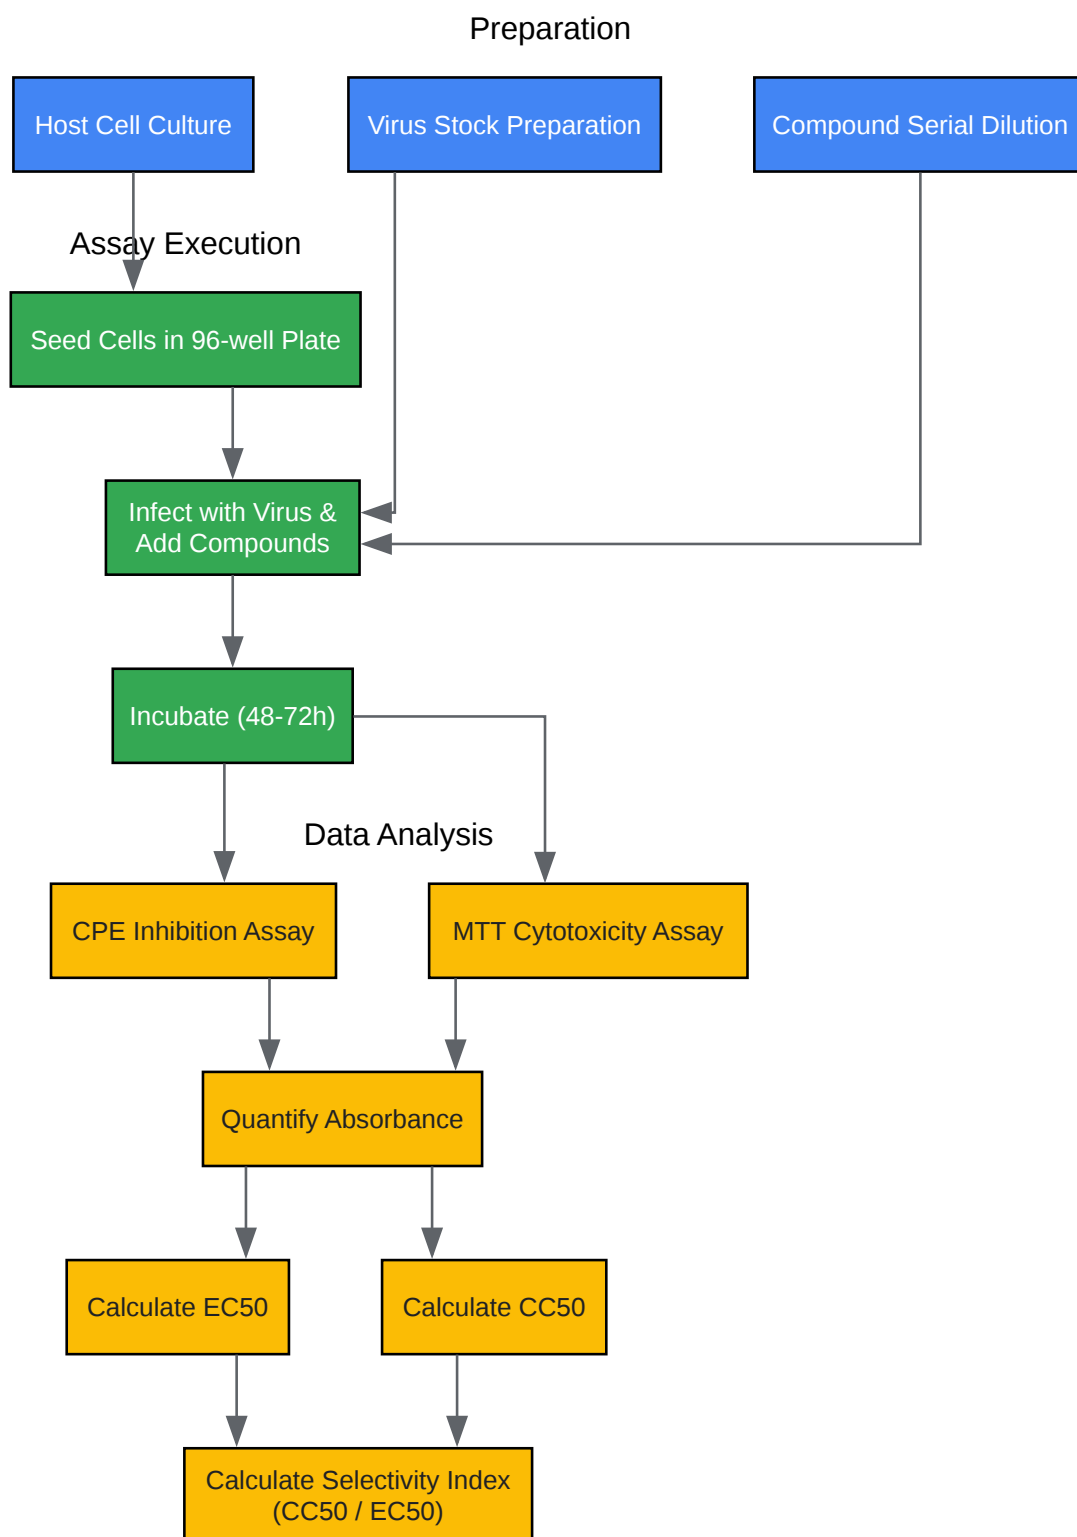 Preparation
Host Cell Culture
Virus Stock Preparation
Compound Serial Dilution
Assay Execution
Seed Cells in 96-well Plate
Infect with Virus &
Add Compounds
Incubate (48-72h)
Data Analysis
CPE Inhibition Assay
MTT Cytotoxicity Assay
Quantify Absorbance
Calculate EC50
Calculate CC50
Calculate Selectivity Index
(CC50 / EC50)